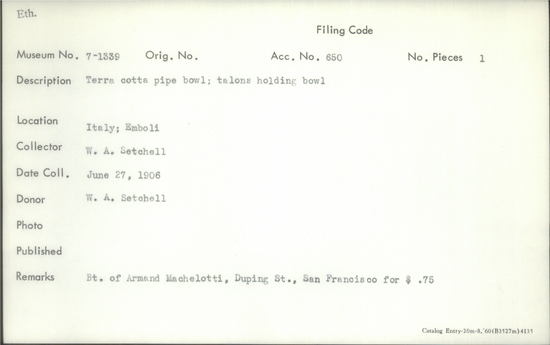 Eth.
Filing Code
Museum No. 7-1339 Orig. No. Acc. No. 650 No. Pieces 1
Description Terra cotta pipe bowl; talons holding bowl
Location Italy; Emboli
Collector W. A. Setchell
Date Coll. June 27, 1906
Donor W. A. Setchell
Photo
Published
Remarks Bt. of Armand Machelotti, Duping St., San Francisco for $ .75
Catalog Entry-20m-8,'60(B3527m)4135